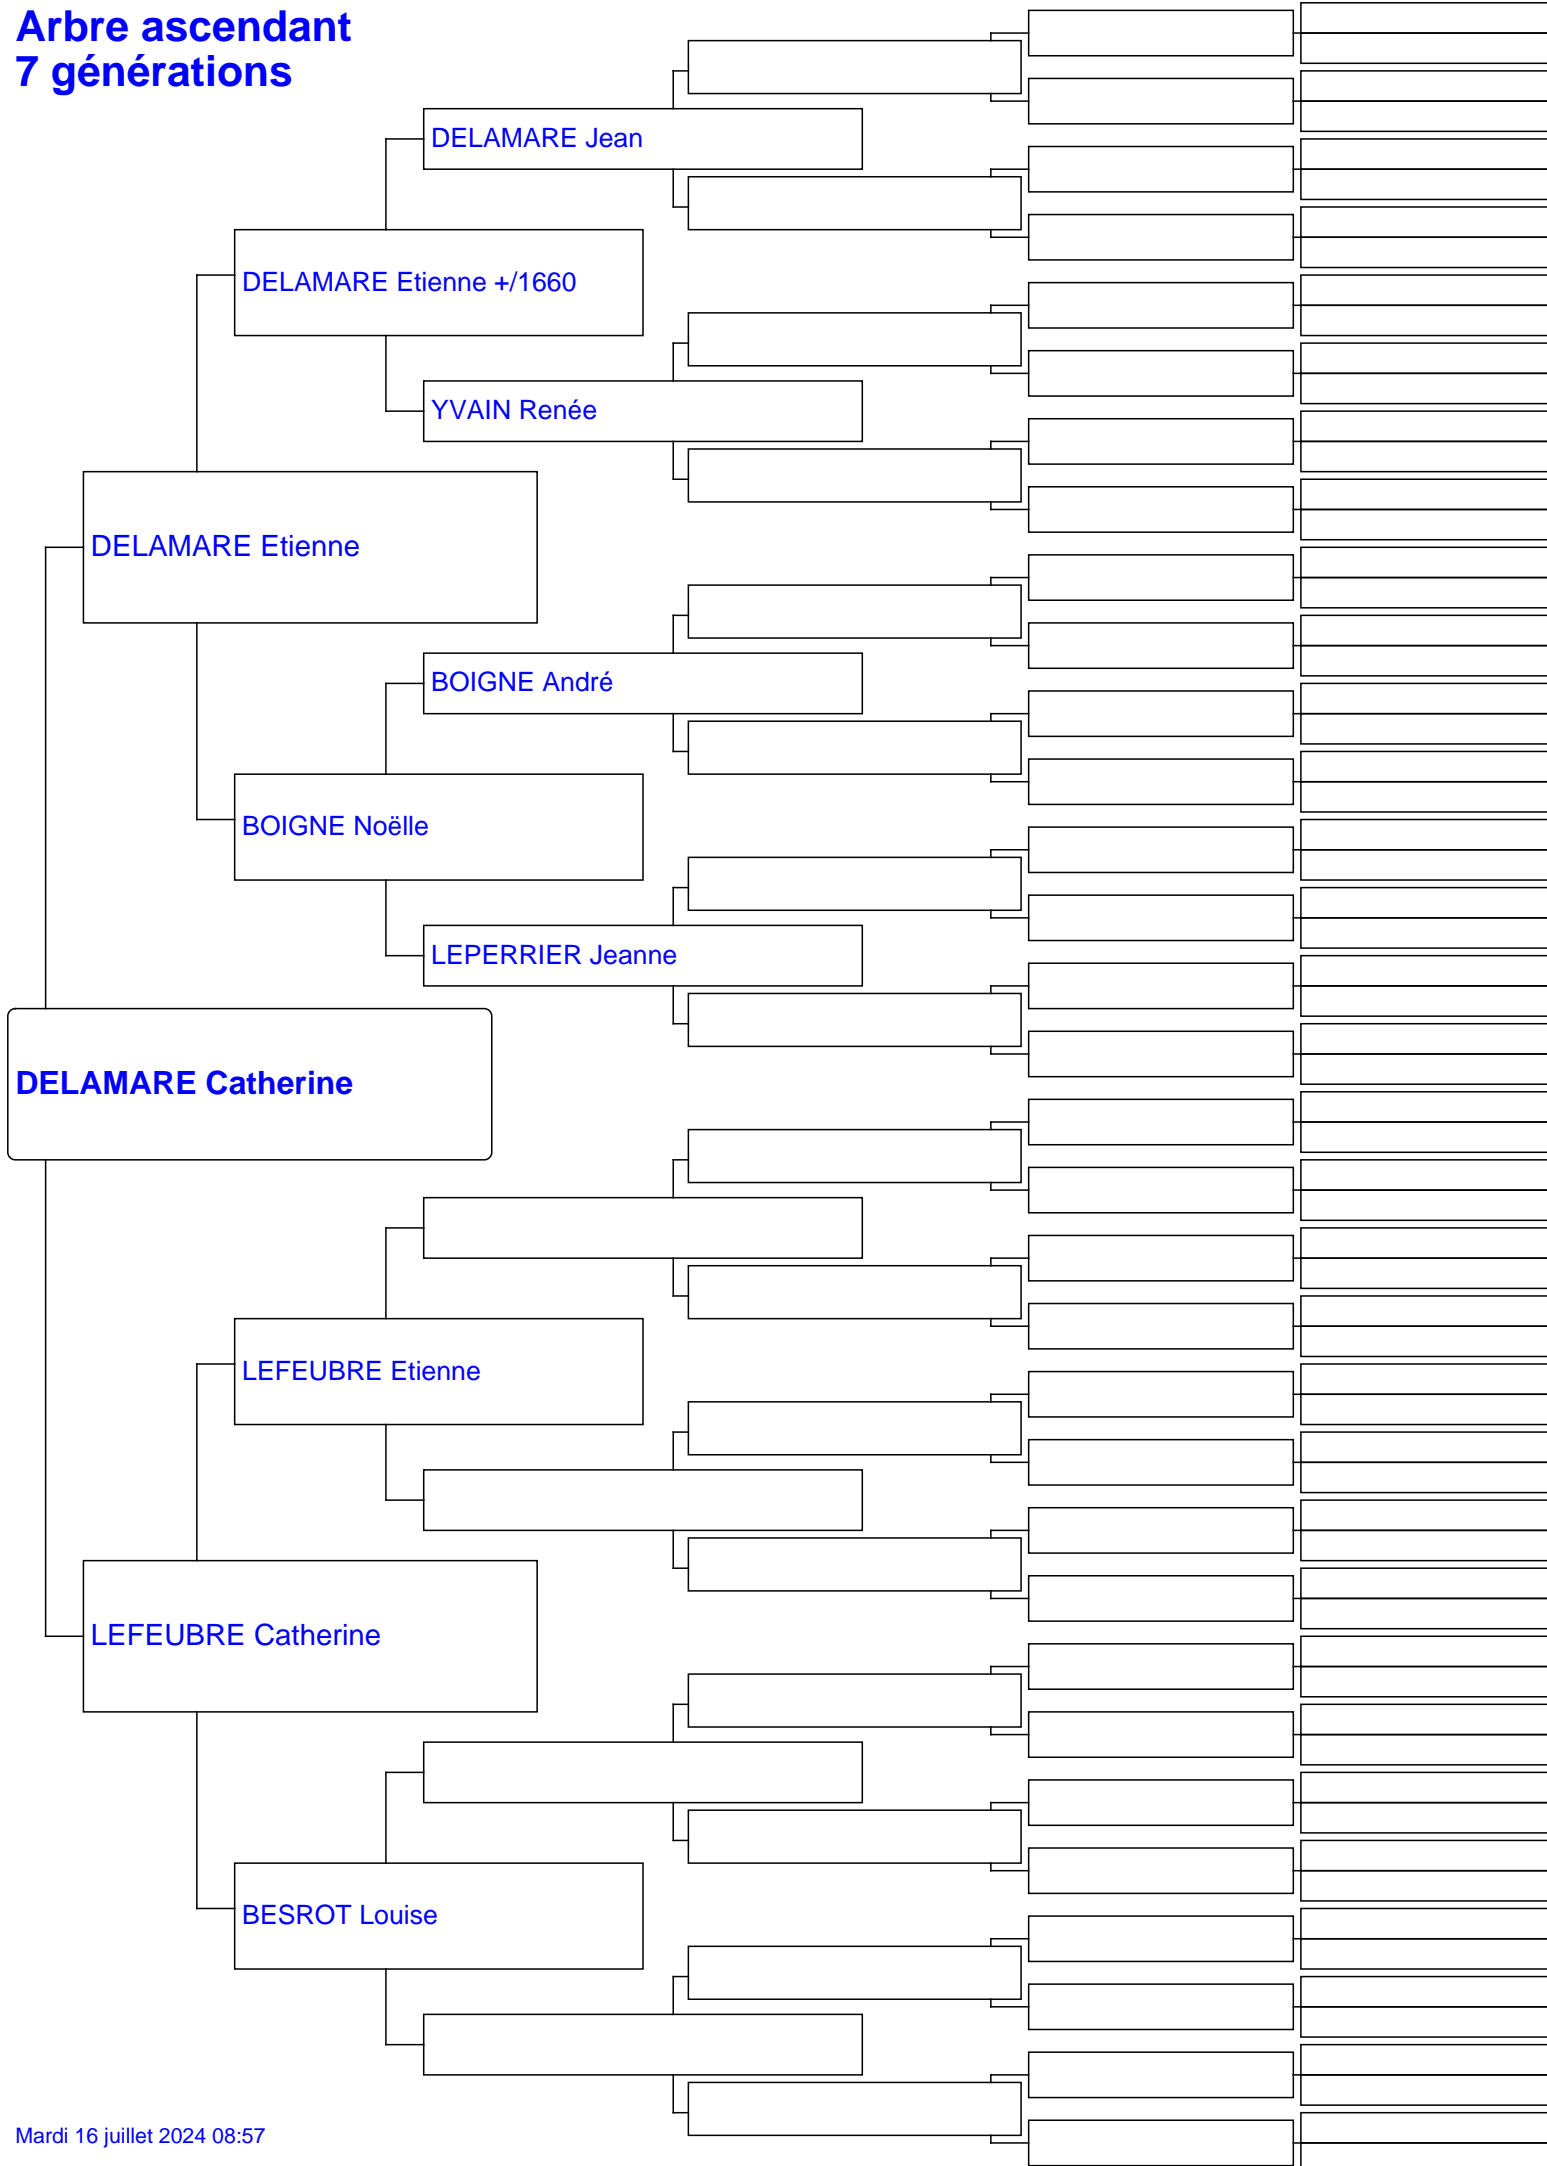 Arbre ascendant
7 générations
DELAMARE Jean
DELAMARE Etienne +/1660
YVAIN Renée
DELAMARE Etienne
BOIGNE André
BOIGNE Noëlle
LEPERRIER Jeanne
DELAMARE Catherine
LEFEUBRE Etienne
LEFEUBRE Catherine
BESROT Louise
Mardi 16 juillet 2024 08:57